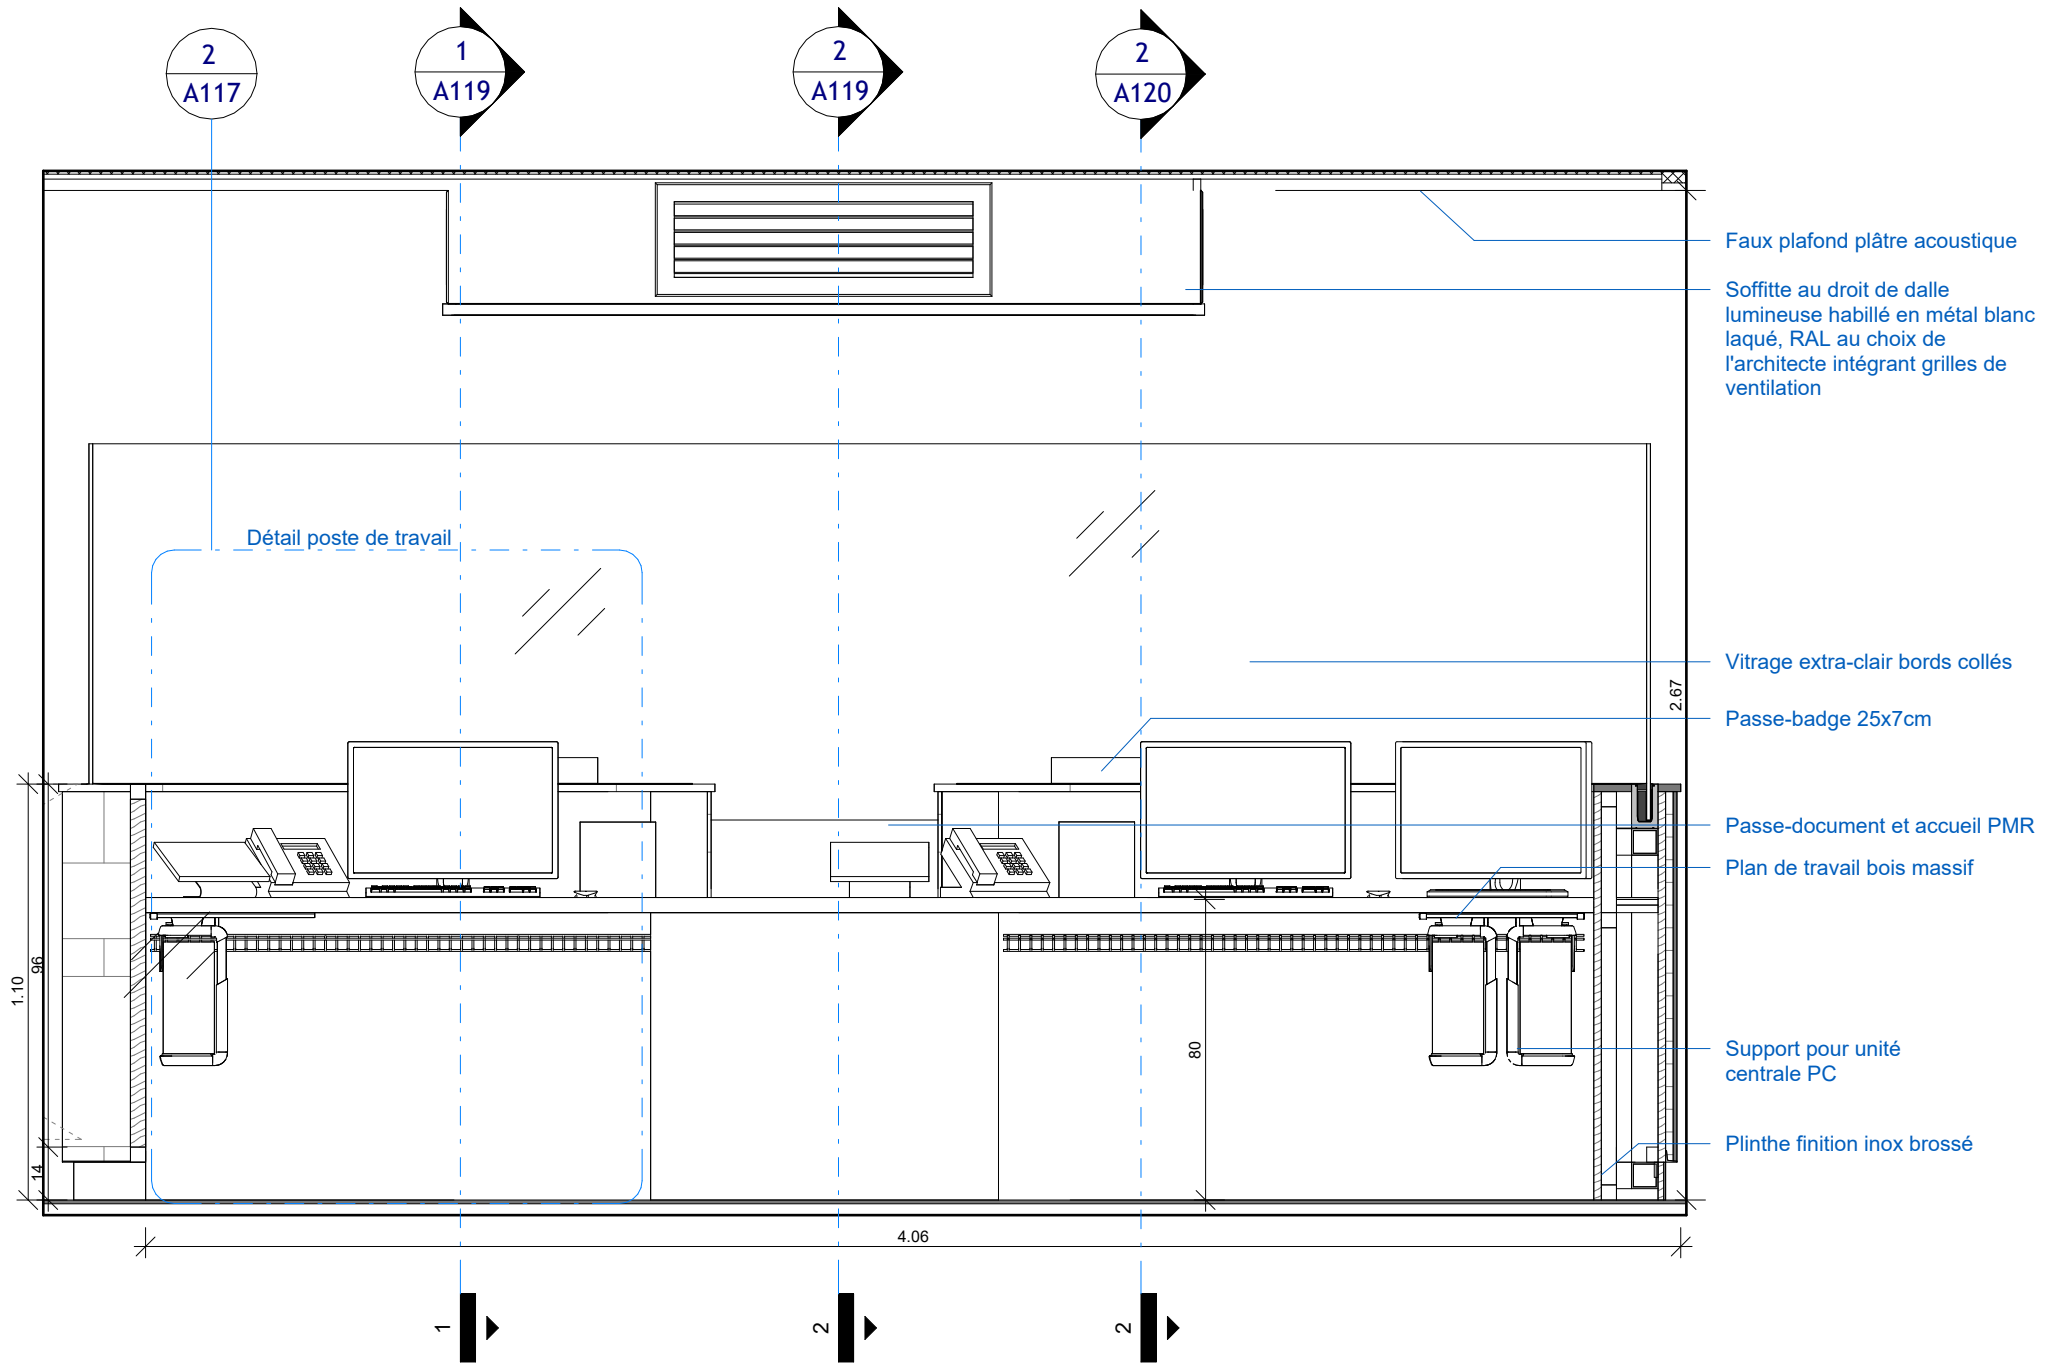 2
A117
1
A119
2
A119
2
A120
Faux plafond plâtre acoustique
Soffitte au droit de dalle
lumineuse habillé en métal blanc
laqué, RAL au choix de
l'architecte intégrant grilles de
ventilation
Détail poste de travail
Vitrage extra-clair bords collés
2.67
Passe-badge 25x7cm
Passe-document et accueil PMR
Plan de travail bois massif
1.10
96
80
Support pour unité
centrale PC
Plinthe finition inox brossé
14
4.06
1
2
2